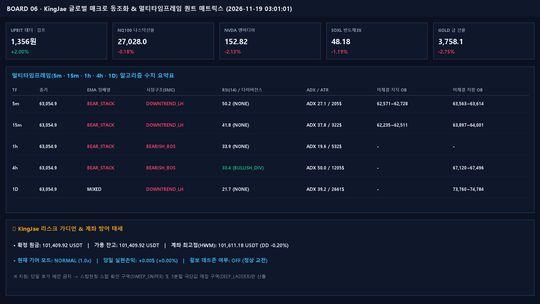 BOARD 06 - KingJae 글로벌 매크로 동조화 & 멀티타임프레임 퀀트 매트릭스 (2026-11-19 03:01:01)
UPBIT 테더 · 김프
1,356원
+2.00%
NQ100 나스닥선물
27,028.0
-0.18%
NVDA 엔비디아
152.82
-2.13%
SOXL 반도체3X
48.18
-1.19%
GOLD 금 선물
3,758.1
-2.75%
멀티타임프레임(5m · 15m · 1h · 4h · 1D) 알고리즘 수치 요약표
TF 종가 EMA 정배열 시장구조(SMC) RSI(14) / 다이버전스 ADX / ATR 미체결 지지 OB 미체결 저항 OB
5m 63,054.9 BEAR_STACK DOWNTREND_LH 50.2 (NONE) ADX 27.1 / 205$ 62,571~62,728 63,563~63,614
15m 63,054.9 BEAR_STACK DOWNTREND_LH 41.8 (NONE) ADX 37.8 / 322$ 62,235~62,511 63,897~64,001
1h 63,054.9 BEAR_STACK BEARISH_BOS 33.9 (NONE) ADX 19.6 / 532$ - -
4h 63,054.9 BEAR_STACK BEARISH_BOS 33.4 (BULLISH_DIV) ADX 50.0 / 1205$ - 67,120~67,496
1D 63,054.9 MIXED DOWNTREND_LH 21.7 (NONE) ADX 39.2 / 2661$ - 73,760~74,784
KingJae 리스크 가디언 & 계좌 방어 태세
• 확정 원금: 101,409.92 USDT | 가용 잔고: 101,409.92 USDT | 계좌 최고점(HWM): 101,611.18 USDT (DD -0.20%)
• 현재 기어 모드: NORMAL (1.0x) | 당일 실현손익: +0.00$ (+0.00%) | 휩쏘 데드존 여부: OFF (정상 교전)